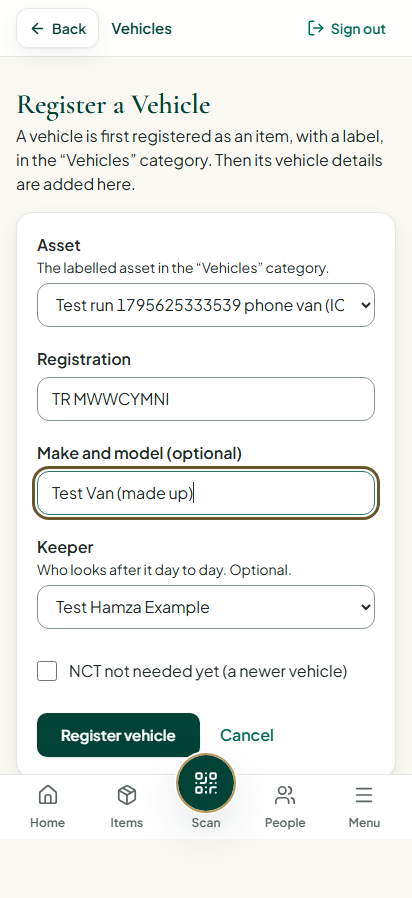 Back
Vehicles
Sign out
Register a Vehicle
A vehicle is first registered as an item, with a label,
in the “Vehicles” category. Then its vehicle details
are added here.
Asset
The labelled asset in the “Vehicles” category.
Test run 1795625333539 phone van (IC
Registration
TR MWWCYMNI
Make and model (optional)
Test Van (made up)
Keeper
Who looks after it day to day. Optional.
Test Hamza Example
NCT not needed yet (a newer vehicle)
Register vehicle
Cancel
Home
Items
Scan
People
Menu